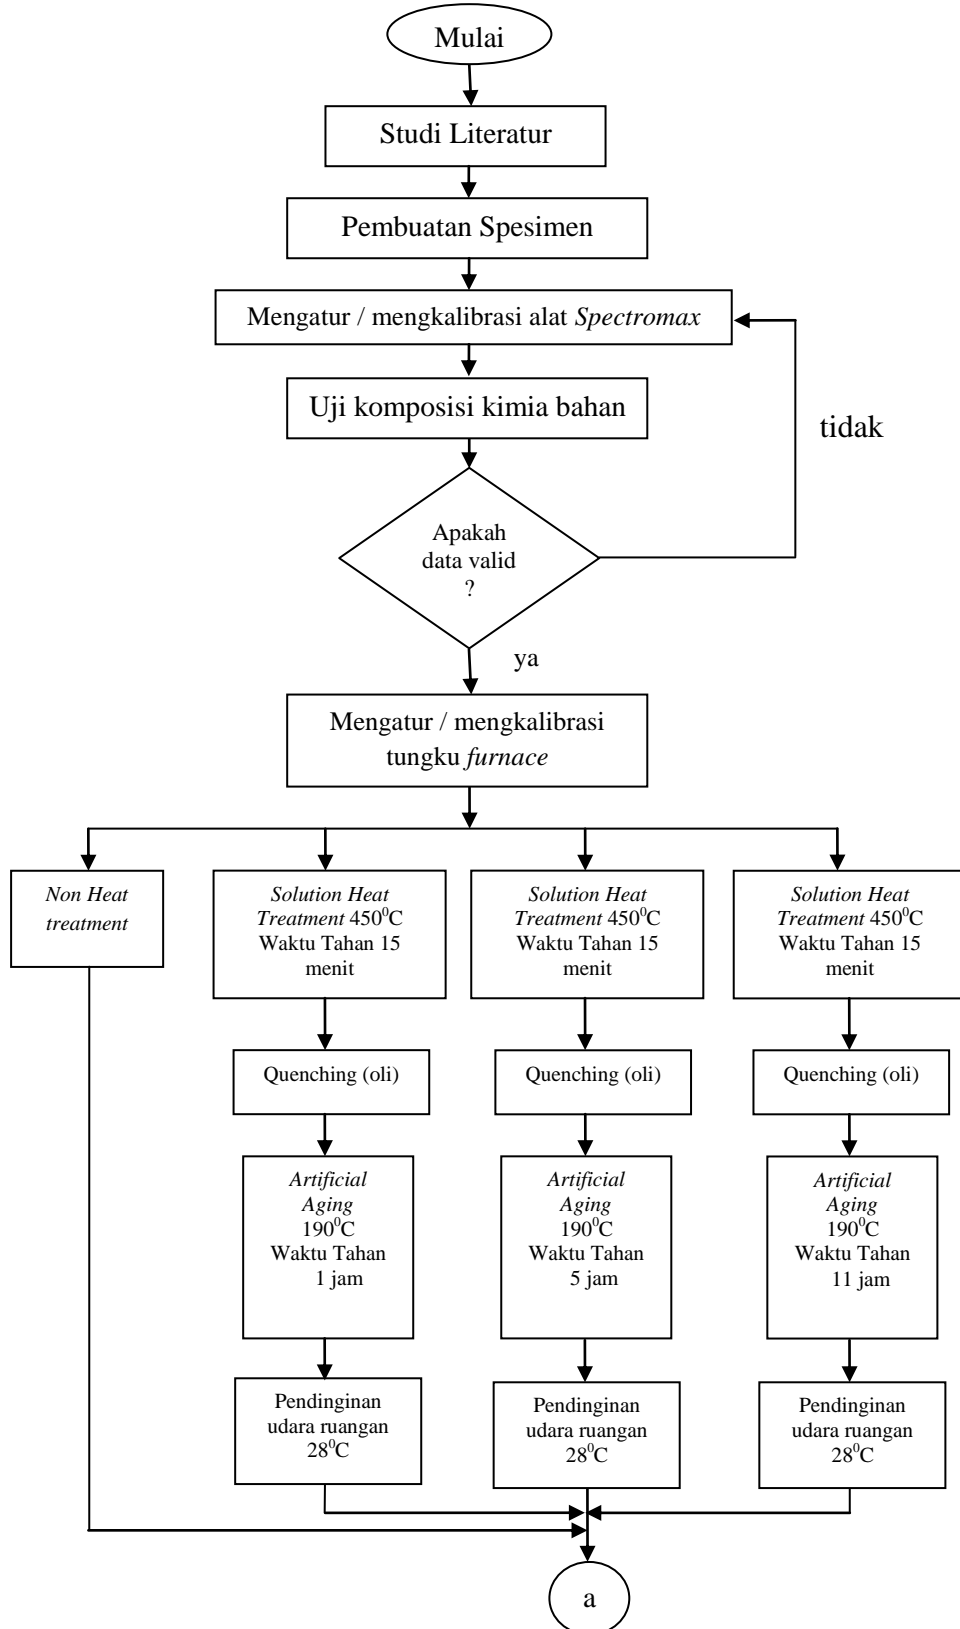 Mulai
Studi Literatur
Pembuatan Spesimen
Mengatur / mengkalibrasi alat Spectromax
Uji komposisi kimia bahan
tidak
Apakah
data valid
?
ya
Mengatur / mengkalibrasi
tungku furnace
Non Heat
treatment
Solution Heat
Treatment 450⁰C
Waktu Tahan 15
menit
Solution Heat
Treatment 450⁰C
Waktu Tahan 15
menit
Solution Heat
Treatment 450⁰C
Waktu Tahan 15
menit
Quenching (oli)
Quenching (oli)
Quenching (oli)
Artificial
Aging
190⁰C
Waktu Tahan
1 jam
Artificial
Aging
190⁰C
Waktu Tahan
5 jam
Artificial
Aging
190⁰C
Waktu Tahan
11 jam
Pendinginan
udara ruangan
28⁰C
Pendinginan
udara ruangan
28⁰C
Pendinginan
udara ruangan
28⁰C
a